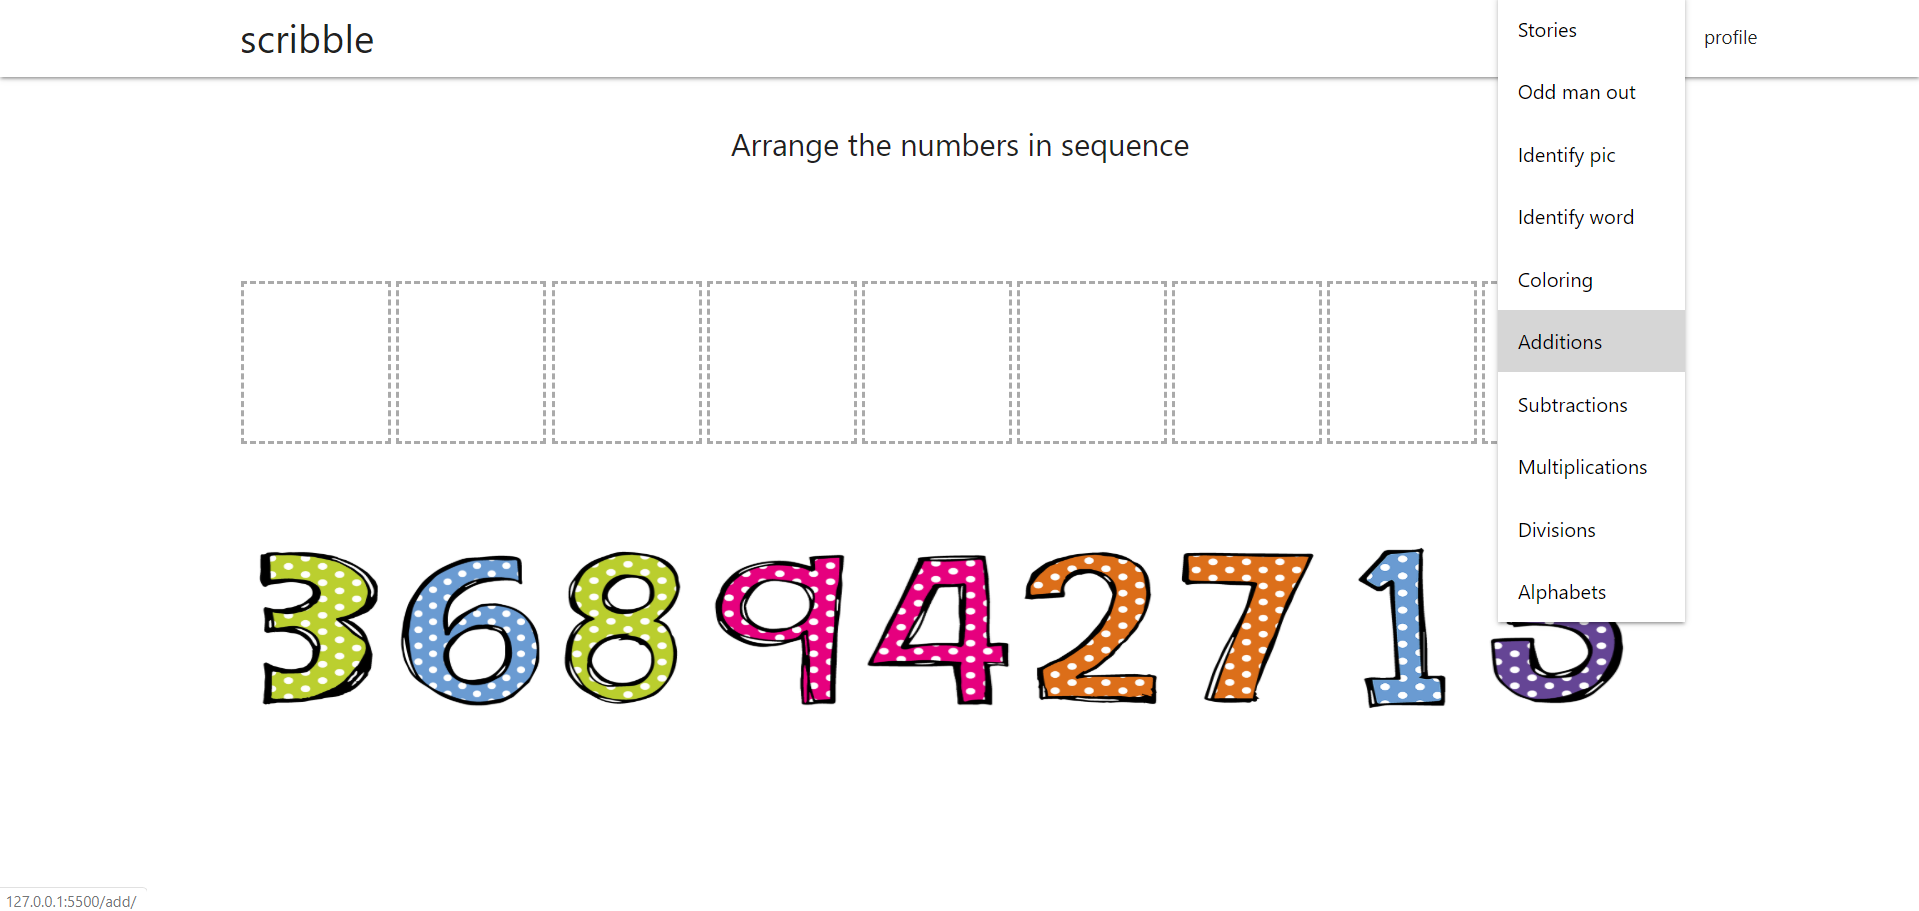 scribble
profile
Stories
Odd man out
Identify pic
Identify word
Coloring
Additions
Subtractions
Multiplications
Divisions
Alphabets
Arrange the numbers in sequence
3 6 8 9 4 2 7 1 5
127.0.0.1:5500/add/